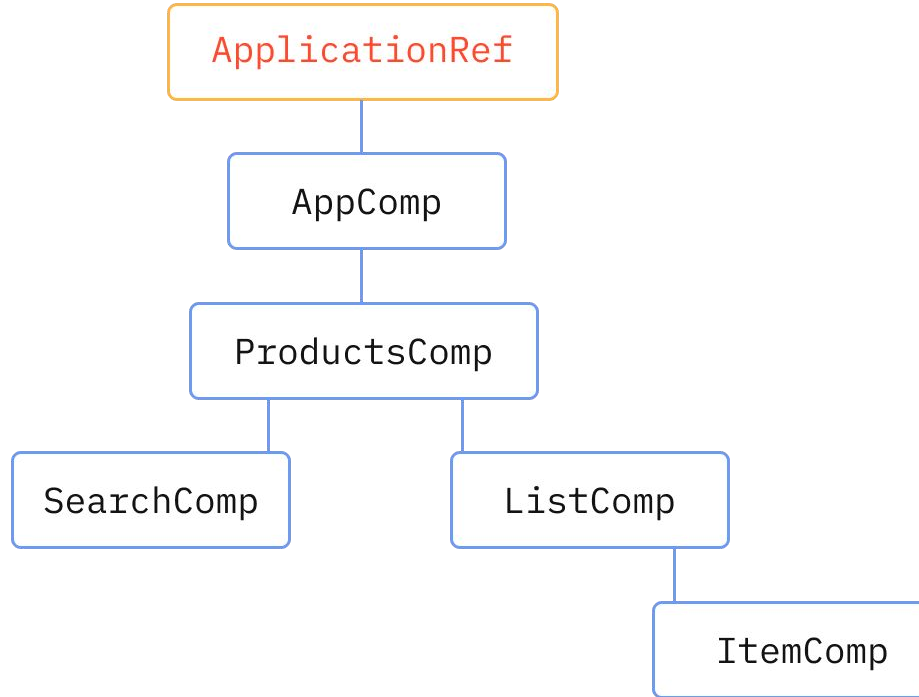 ApplicationRef
AppComp
ProductsComp
SearchComp
ListComp
ItemComp